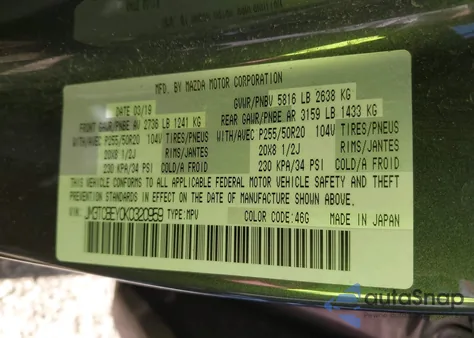 MFD. BY MAZDA MOTOR CORPORATION
DATE 03/19 GVWR/PNBV 5816 LB 2638 KG
FRONT GAWR/PNBE AV 2736 LB 1241 KG REAR GAWR/PNBE AR 3159 LB 1433 KG
WITH/AVEC P255/50R20 104V TIRES/PNEUS WITH/AVEC P255/50R20 104V TIRES/PNEUS
20X8 1/2J RIMS/JANTES 20X8 1/2J RIMS/JANTES
230 KPA/34 PSI COLD/A FROID 230 KPA/34 PSI COLD/A FROID
THIS VEHICLE CONFORMS TO ALL APPLICABLE FEDERAL MOTOR VEHICLE SAFETY AND THEFT
PREVENTION STANDARDS IN EFFECT ON THE DATE OF MANUFACTURE SHOWN ABOVE.
VIN: JM3TCBEY0K0320959 TYPE:MPV COLOR CODE:46G MADE IN JAPAN
autoSnap